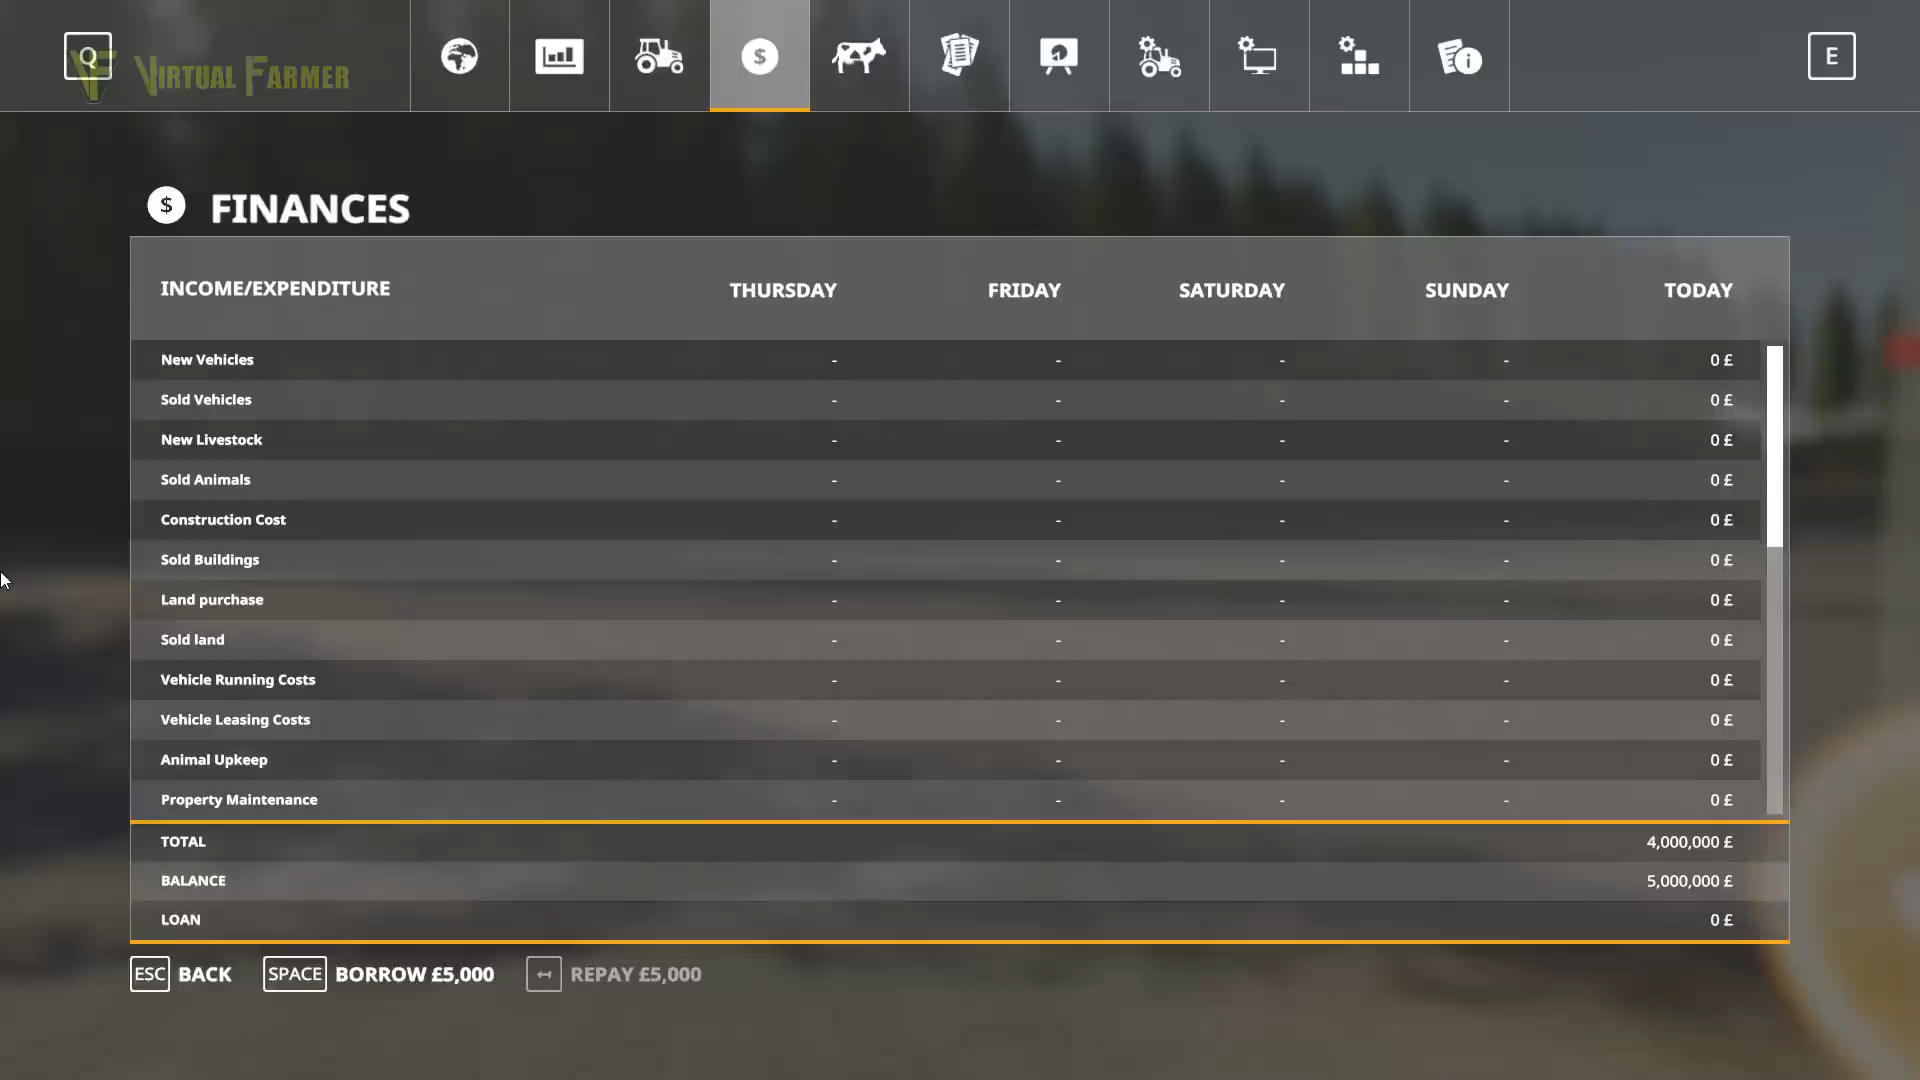 Q
VIRTUAL FARMER
E
$ FINANCES
INCOME/EXPENDITURE THURSDAY FRIDAY SATURDAY SUNDAY TODAY
New Vehicles - - - - 0 £
Sold Vehicles - - - - 0 £
New Livestock - - - - 0 £
Sold Animals - - - - 0 £
Construction Cost - - - - 0 £
Sold Buildings - - - - 0 £
Land purchase - - - - 0 £
Sold land - - - - 0 £
Vehicle Running Costs - - - - 0 £
Vehicle Leasing Costs - - - - 0 £
Animal Upkeep - - - - 0 £
Property Maintenance - - - - 0 £
TOTAL 4,000,000 £
BALANCE 5,000,000 £
LOAN 0 £
ESC BACK SPACE BORROW £5,000 REPAY £5,000